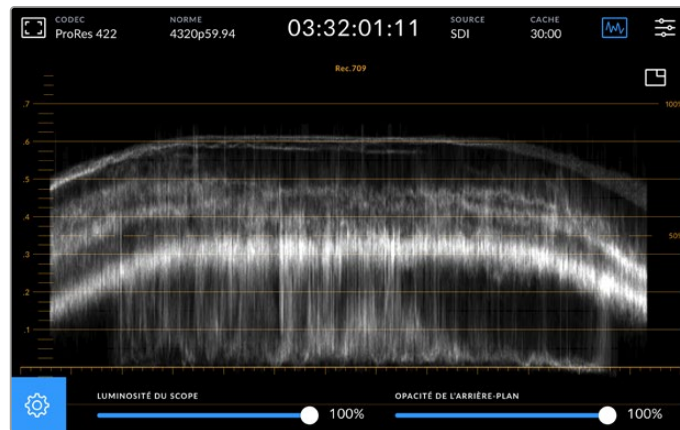 CODEC
ProRes 422
NORME
4320p59.94
03:32:01:11
SOURCE
SDI
CACHE
30:00
Rec.709
.7
100%
.6
.5
.4
50%
.3
.2
.1
LUMINOSITÉ DU SCOPE
100%
OPACITÉ DE L'ARRIÈRE-PLAN
100%